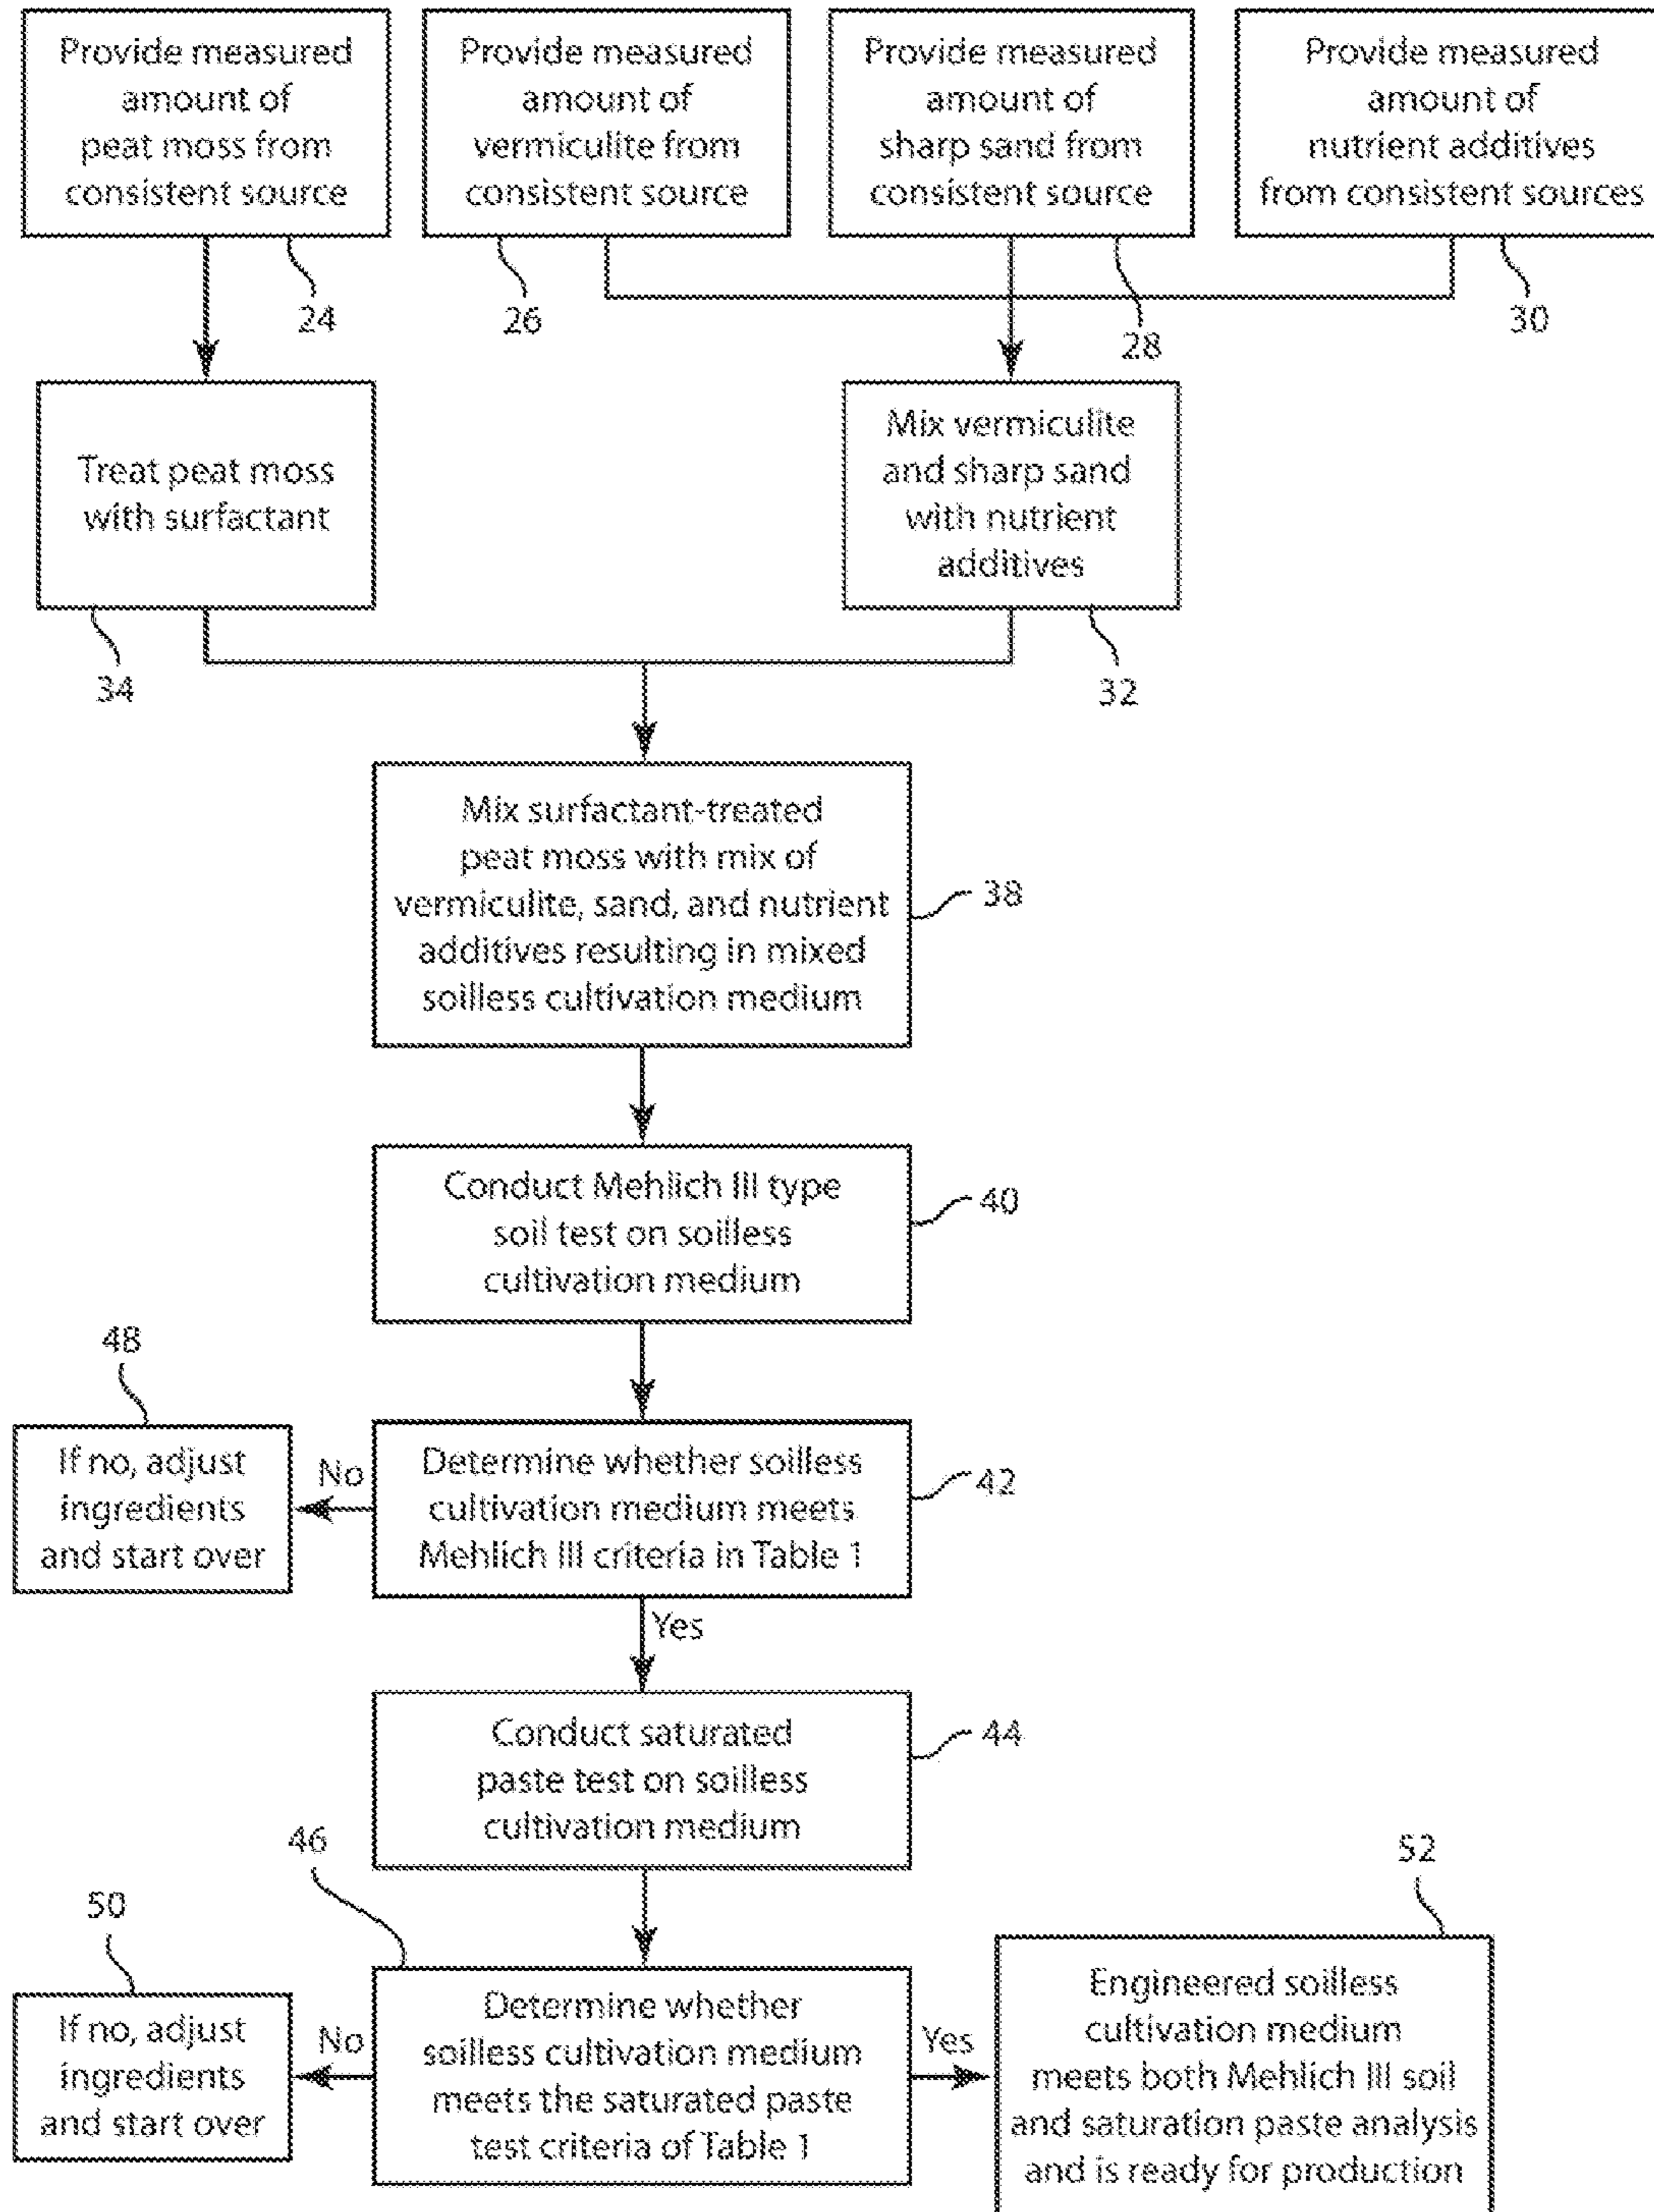 Provide measured
amount of
peat moss from
consistent source
24
Provide measured
amount of
vermiculite from
consistent source
26
Provide measured
amount of
sharp sand from
consistent source
28
Provide measured
amount of
nutrient additives
from consistent sources
30
Treat peat moss
with surfactant
34
Mix vermiculite
and sharp sand
with nutrient
additives
32
Mix surfactant-treated
peat moss with mix of
vermiculite, sand, and nutrient
additives resulting in mixed
soilless cultivation medium
38
Conduct Mehlich III type
soil test on soilless
cultivation medium
40
48
If no, adjust
ingredients
and start over
No
Determine whether soilless
cultivation medium meets
Mehlich III criteria in Table 1
42
Yes
Conduct saturated
paste test on soilless
cultivation medium
44
46
50
If no, adjust
ingredients
and start over
No
Determine whether
soilless cultivation medium
meets the saturated paste
test criteria of Table 1
Yes
52
Engineered soilless
cultivation medium
meets both Mehlich III soil
and saturation paste analysis
and is ready for production